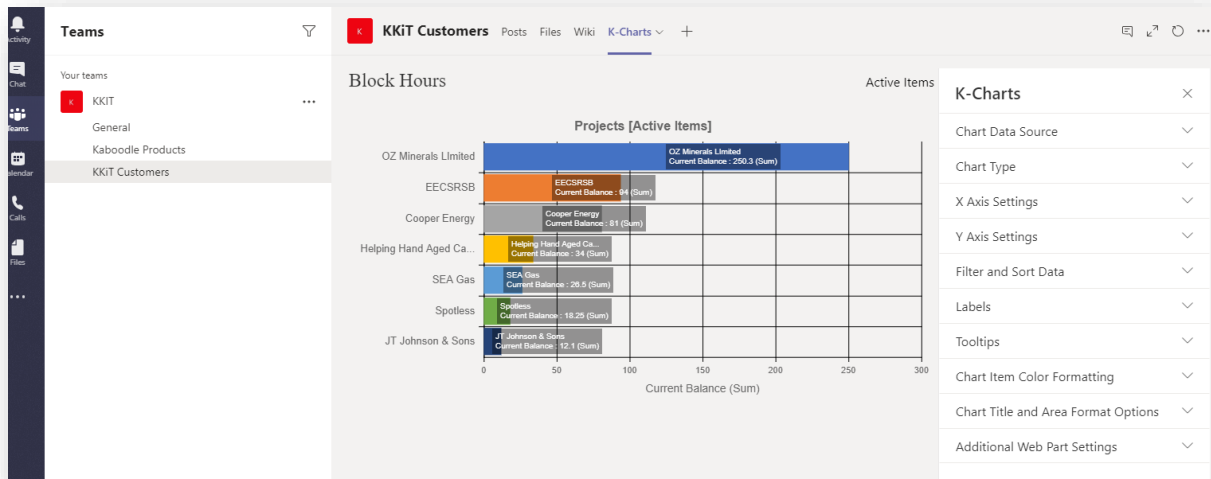 Activity
Chat
Teams
Calendar
Calls
Files
Teams
Your teams
K KKIT
General
Kaboodle Products
KKiT Customers
K KKiT Customers Posts Files Wiki K-Charts
Block Hours
Active Items
Projects [Active Items]
OZ Minerals LImited
OZ Minerals LImited
Current Balance : 250.3 (Sum)
EECSRSB
EECSRSB
Current Balance : 94 (Sum)
Cooper Energy
Cooper Energy
Current Balance : 81 (Sum)
Helping Hand Aged Ca...
Helping Hand Aged Ca...
Current Balance : 34 (Sum)
SEA Gas
SEA Gas
Current Balance : 26.5 (Sum)
Spotless
Spotless
Current Balance : 18.25 (Sum)
JT Johnson & Sons
JT Johnson & Sons
Current Balance : 12.1 (Sum)
0 50 100 150 200 250 300
Current Balance (Sum)
K-Charts
Chart Data Source
Chart Type
X Axis Settings
Y Axis Settings
Filter and Sort Data
Labels
Tooltips
Chart Item Color Formatting
Chart Title and Area Format Options
Additional Web Part Settings